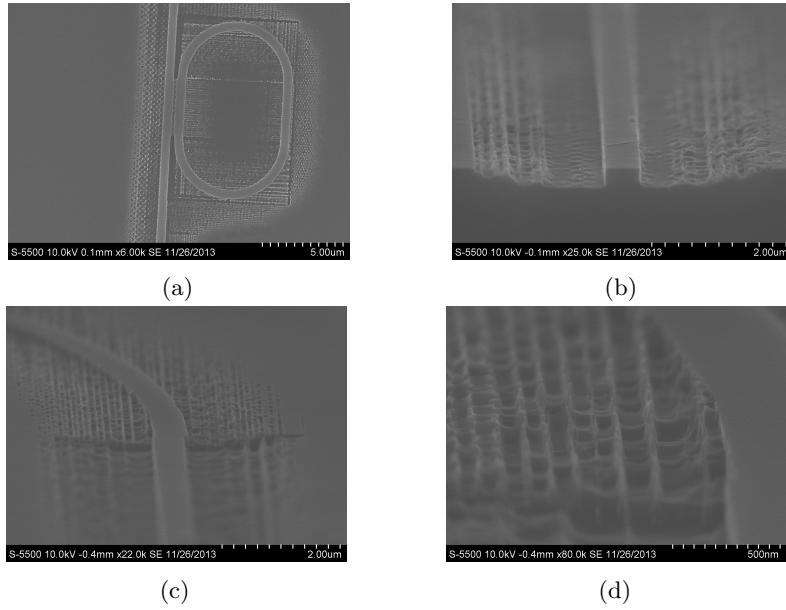 S-5500 10.0kV 0.1mm x6.00k SE 11/26/2013 5.00um
S-5500 10.0kV -0.1mm x25.0k SE 11/26/2013 2.00um
(a)
(b)
S-5500 10.0kV -0.4mm x22.0k SE 11/26/2013 2.00um
S-5500 10.0kV -0.4mm x80.0k SE 11/26/2013 500nm
(c)
(d)